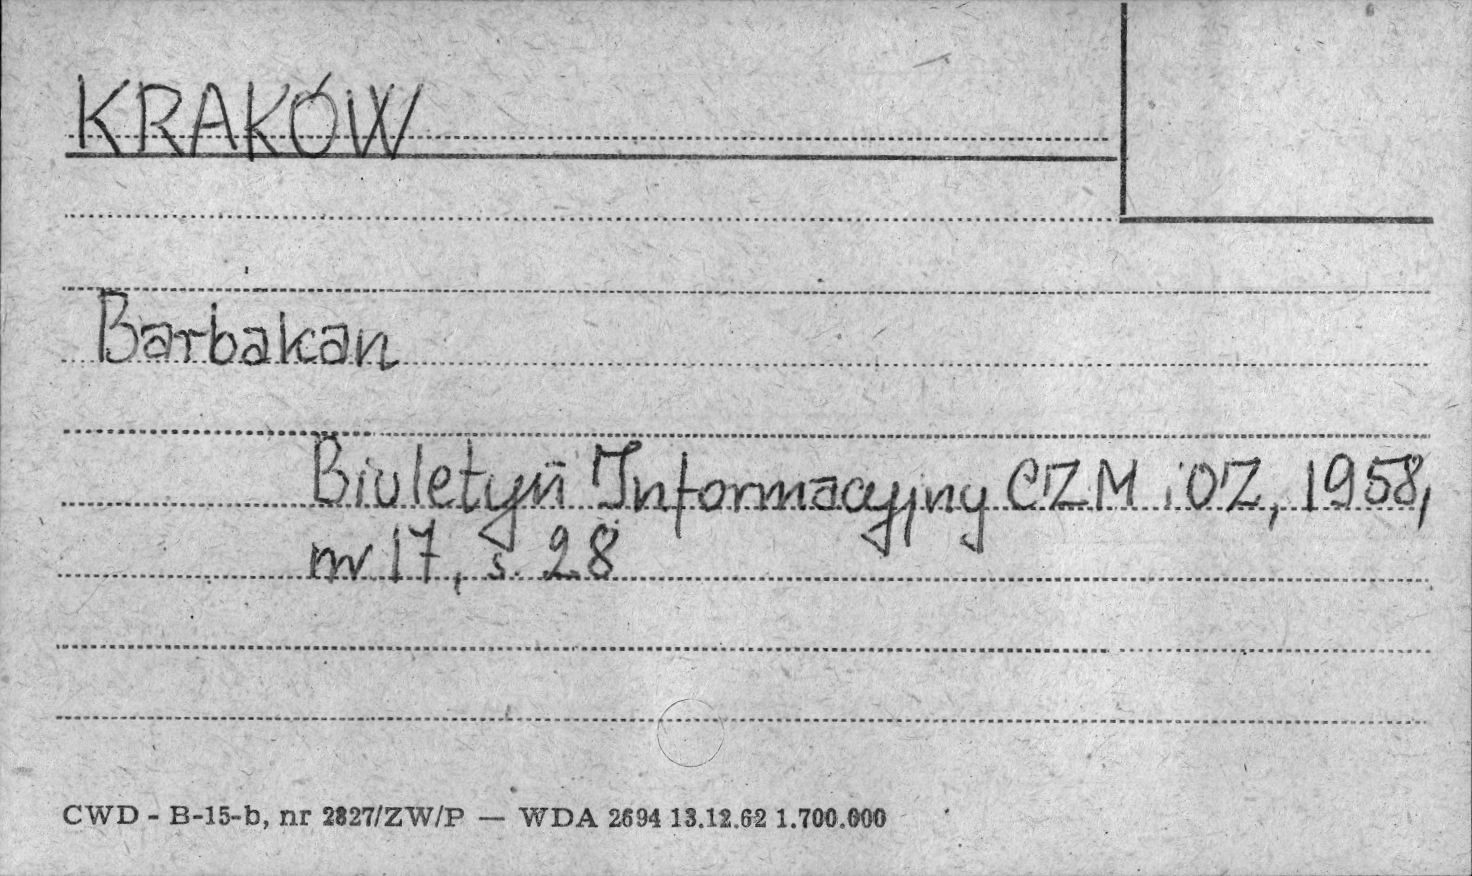 KRAKÓW
Barbakan
Biuletyn Informacyjny CZM i OZ, 1958,
nr 17, s. 28
CWD - B-15-b, nr 2827/ZW/P — WDA 2694 13.12.62 1.700.000